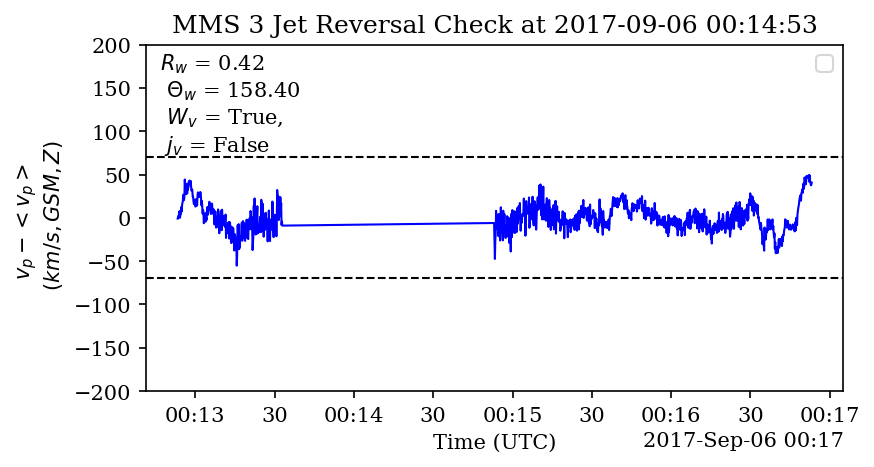 MMS 3 Jet Reversal Check at 2017-09-06 00:14:53
R_w = 0.42
Θ_w = 158.40
W_v = True,
j_v = False
v_p - < v_p >
(km/s, GSM, Z)
200
150
100
50
0
−50
−100
−150
−200
00:13 30 00:14 30 00:15 30 00:16 30 00:17
Time (UTC)
2017-Sep-06 00:17